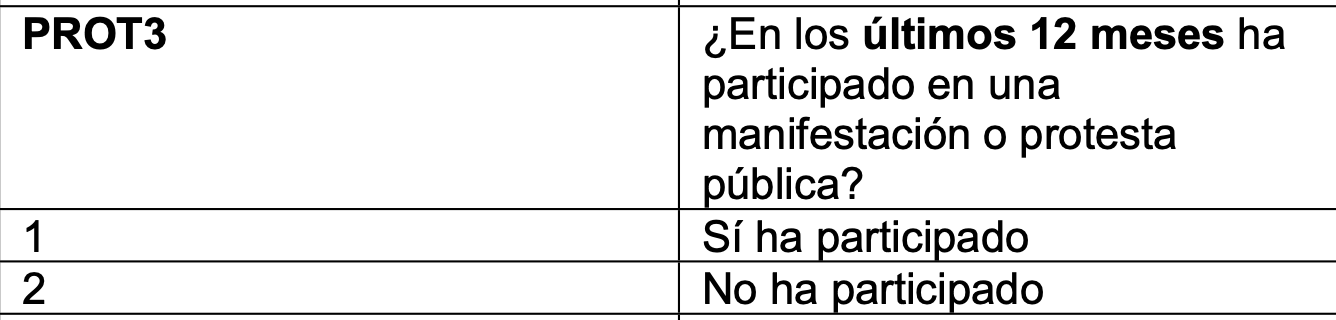 PROT3
¿En los últimos 12 meses ha
participado en una
manifestación o protesta
pública?
1 Sí ha participado
2 No ha participado